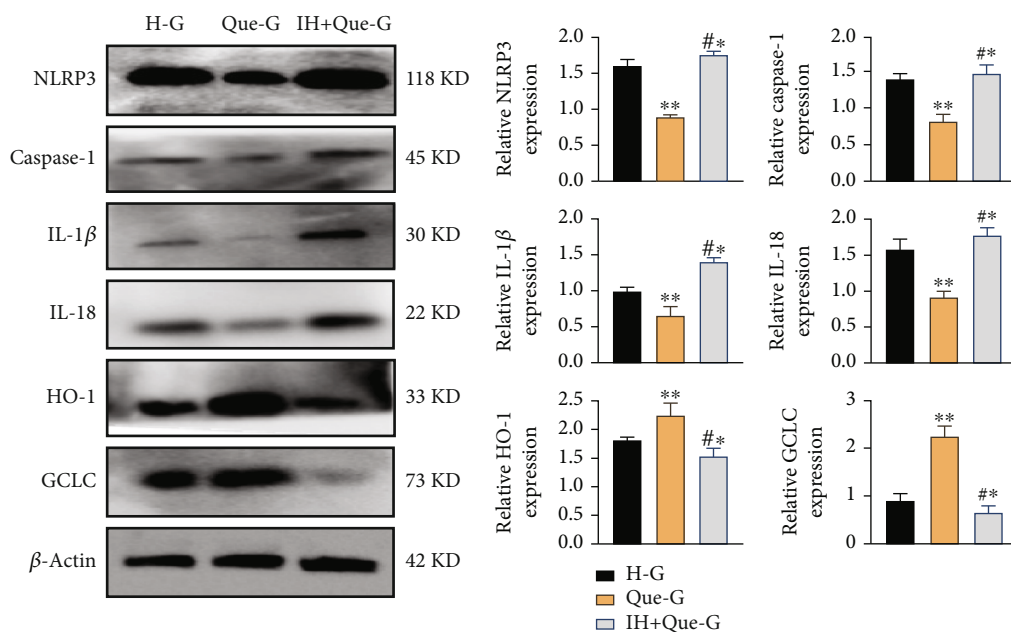 H-G Que-G IH+Que-G
NLRP3 118 KD
Caspase-1 45 KD
IL-1β 30 KD
IL-18 22 KD
HO-1 33 KD
GCLC 73 KD
β-Actin 42 KD
Relative NLRP3
expression
2.0
1.5
1.0
0.5
0.0
**
#*
Relative caspase-1
expression
2.0
1.5
1.0
0.5
0.0
**
#*
Relative IL-1β
expression
2.0
1.5
1.0
0.5
0.0
**
#*
Relative IL-18
expression
2.0
1.5
1.0
0.5
0.0
**
#*
Relative HO-1
expression
2.5
2.0
1.5
2.5
0.5
0.0
**
#*
Relative GCLC
expression
3
2
1
0
**
#*
H-G
Que-G
IH+Que-G